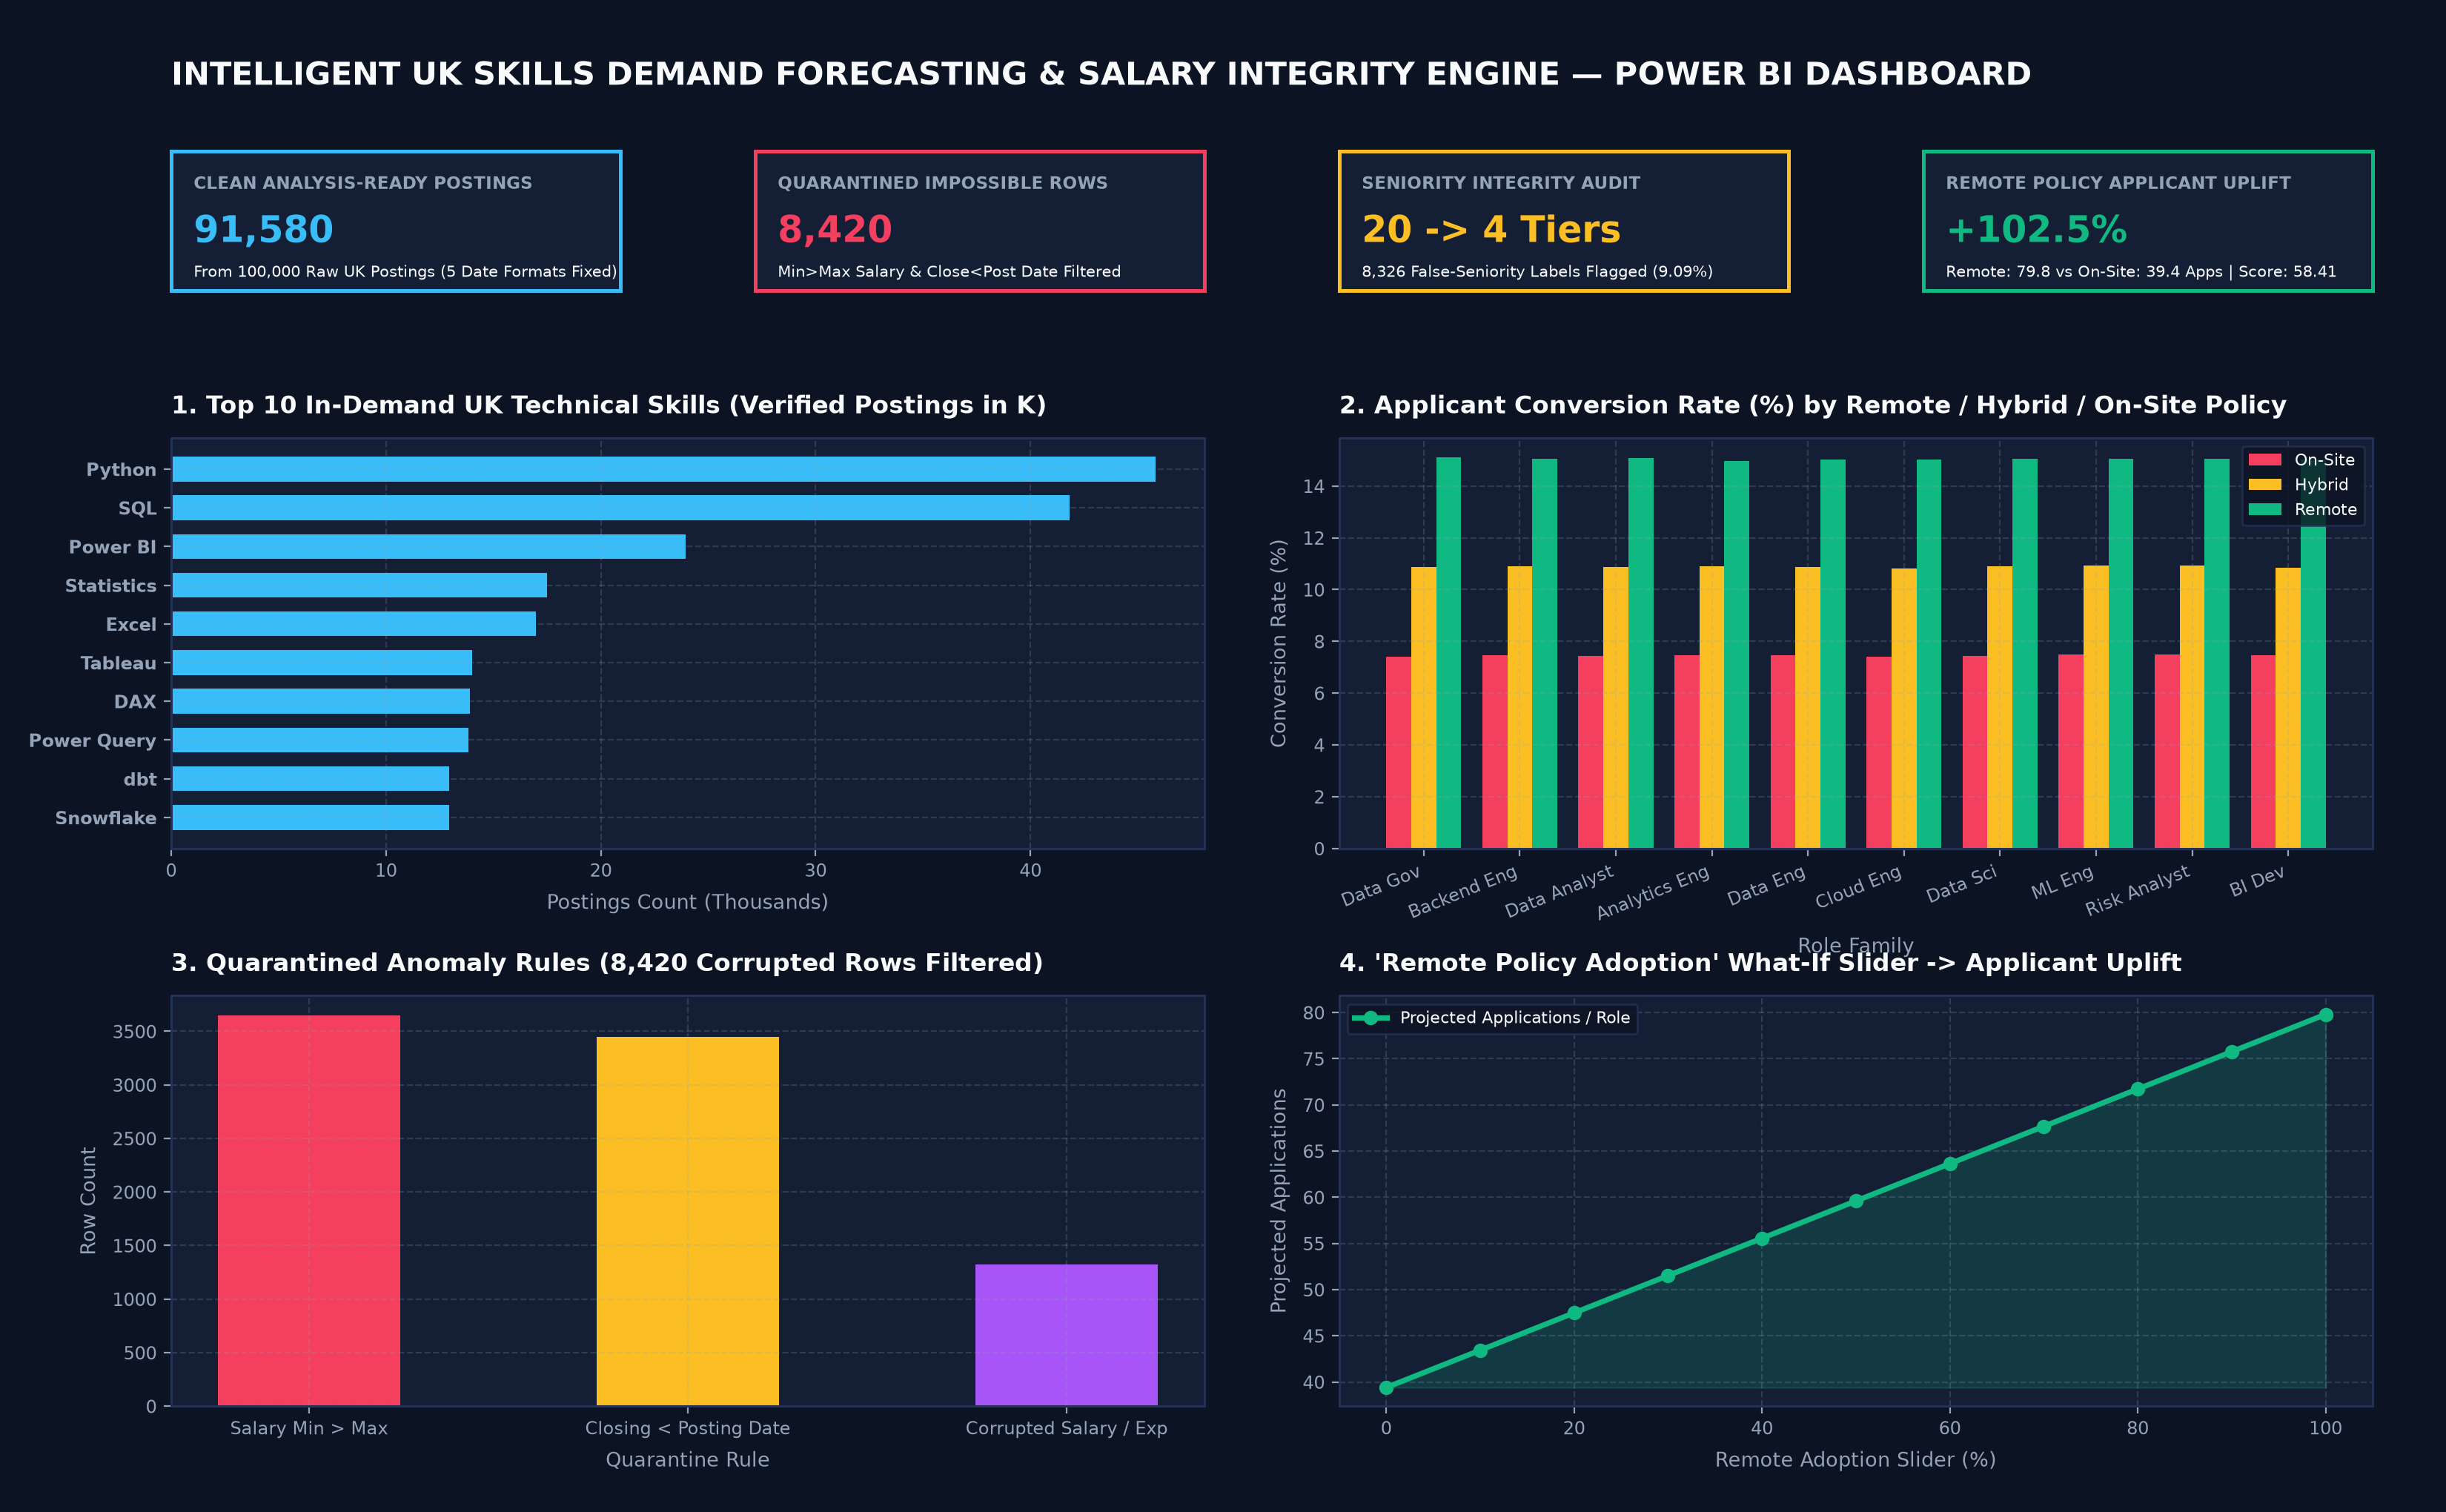 INTELLIGENT UK SKILLS DEMAND FORECASTING & SALARY INTEGRITY ENGINE — POWER BI DASHBOARD
CLEAN ANALYSIS-READY POSTINGS
91,580
From 100,000 Raw UK Postings (5 Date Formats Fixed)
QUARANTINED IMPOSSIBLE ROWS
8,420
Min>Max Salary & Close<Post Date Filtered
SENIORITY INTEGRITY AUDIT
20 -> 4 Tiers
8,326 False-Seniority Labels Flagged (9.09%)
REMOTE POLICY APPLICANT UPLIFT
+102.5%
Remote: 79.8 vs On-Site: 39.4 Apps | Score: 58.41
1. Top 10 In-Demand UK Technical Skills (Verified Postings in K)
Python
SQL
Power BI
Statistics
Excel
Tableau
DAX
Power Query
dbt
Snowflake
0 10 20 30 40
Postings Count (Thousands)
2. Applicant Conversion Rate (%) by Remote / Hybrid / On-Site Policy
On-Site
Hybrid
Remote
Conversion Rate (%)
14
12
10
8
6
4
2
0
Data Gov Backend Eng Data Analyst Analytics Eng Data Eng Cloud Eng Data Sci ML Eng Risk Analyst BI Dev
Role Family
3. Quarantined Anomaly Rules (8,420 Corrupted Rows Filtered)
Row Count
3500
3000
2500
2000
1500
1000
500
0
Salary Min > Max Closing < Posting Date Corrupted Salary / Exp
Quarantine Rule
4. 'Remote Policy Adoption' What-If Slider -> Applicant Uplift
Projected Applications / Role
Projected Applications
80
75
70
65
60
55
50
45
40
0 20 40 60 80 100
Remote Adoption Slider (%)